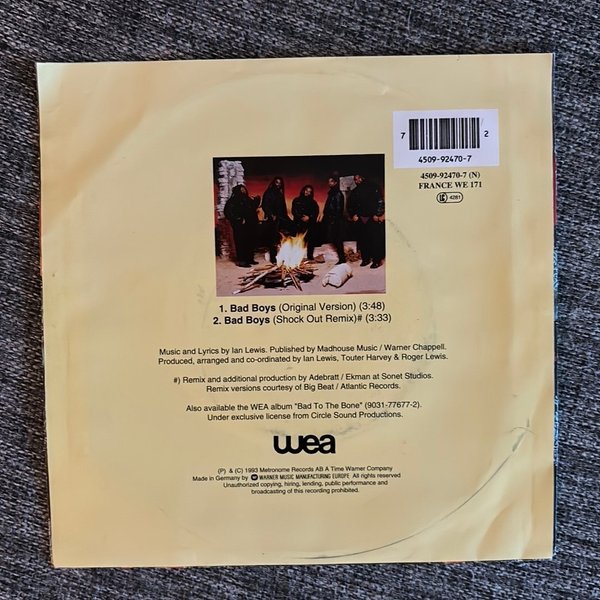 7 2
4509-92470-7
4509-92470-7 (N)
FRANCE WE 171
LC 4281
1. Bad Boys (Original Version) (3:48)
2. Bad Boys (Shock Out Remix)# (3:33)
Music and Lyrics by Ian Lewis. Published by Madhouse Music / Warner Chappell.
Produced, arranged and co-ordinated by Ian Lewis, Touter Harvey & Roger Lewis.
#) Remix and additional production by Adebratt / Ekman at Sonet Studios.
Remix versions courtesy of Big Beat / Atlantic Records.
Also available the WEA album "Bad To The Bone" (9031-77677-2).
Under exclusive license from Circle Sound Productions.
wea
(P) & (C) 1993 Metronome Records AB A Time Warner Company
Made in Germany by WARNER MUSIC MANUFACTURING EUROPE. All rights reserved
Unauthorized copying, hiring, lending, public performance and
broadcasting of this recording prohibited.